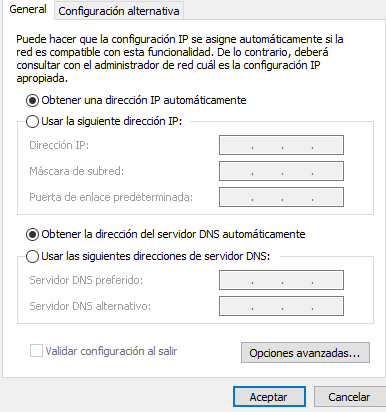 General
Configuración alternativa
Puede hacer que la configuración IP se asigne automáticamente si la
red es compatible con esta funcionalidad. De lo contrario, deberá
consultar con el administrador de red cuál es la configuración IP
apropiada.
Obtener una dirección IP automáticamente
Usar la siguiente dirección IP:
Dirección IP:
Máscara de subred:
Puerta de enlace predeterminada:
Obtener la dirección del servidor DNS automáticamente
Usar las siguientes direcciones de servidor DNS:
Servidor DNS preferido:
Servidor DNS alternativo:
Validar configuración al salir
Opciones avanzadas...
Aceptar
Cancelar